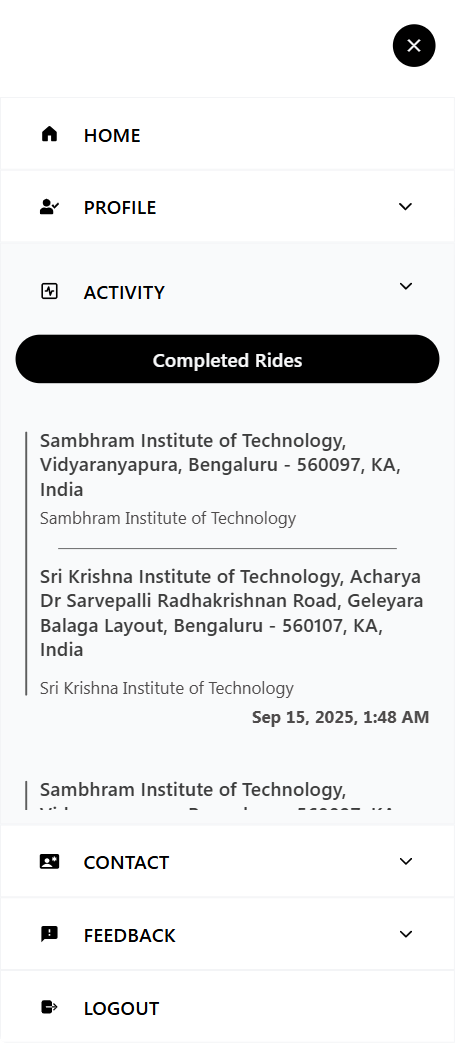 HOME
PROFILE
ACTIVITY
Completed Rides
Sambhram Institute of Technology,
Vidyaranyapura, Bengaluru - 560097, KA,
India
Sambhram Institute of Technology
Sri Krishna Institute of Technology, Acharya
Dr Sarvepalli Radhakrishnan Road, Geleyara
Balaga Layout, Bengaluru - 560107, KA,
India
Sri Krishna Institute of Technology
Sep 15, 2025, 1:48 AM
Sambhram Institute of Technology,
CONTACT
FEEDBACK
LOGOUT